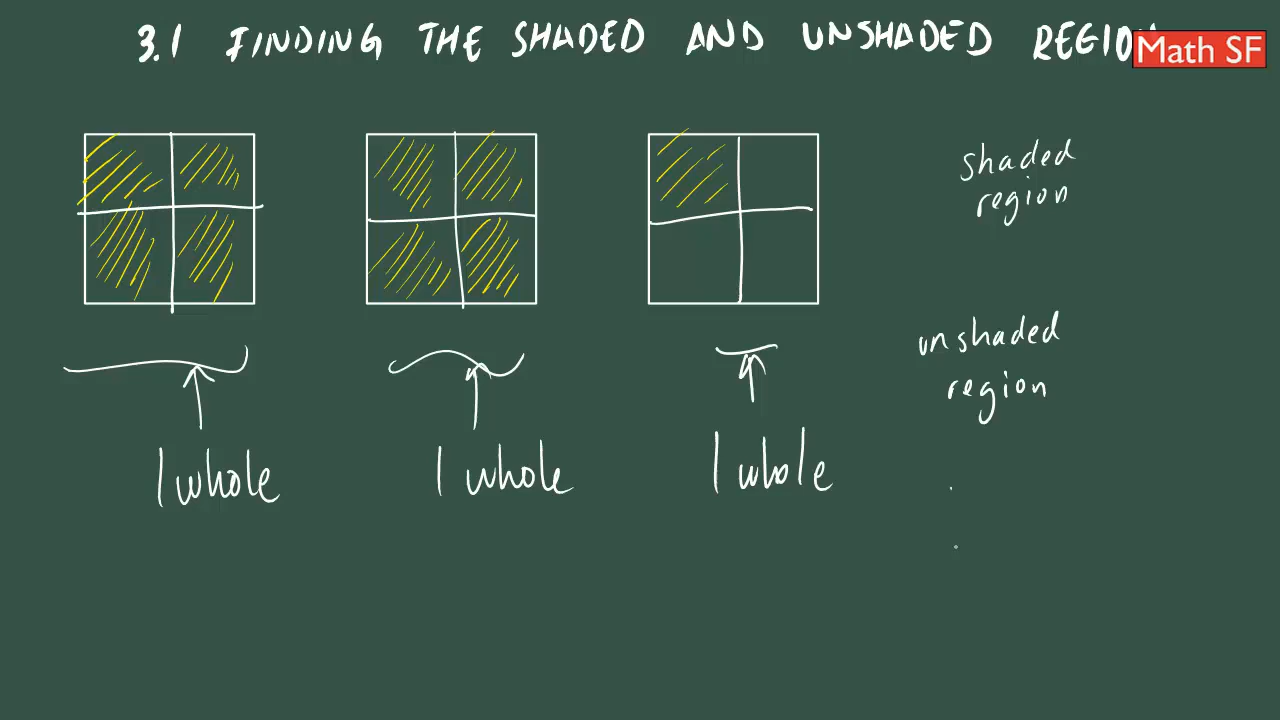 3.1 FINDING THE SHADED AND UNSHADED REGION
Math SF
shaded
region
unshaded
region
1 whole
1 whole
1 whole